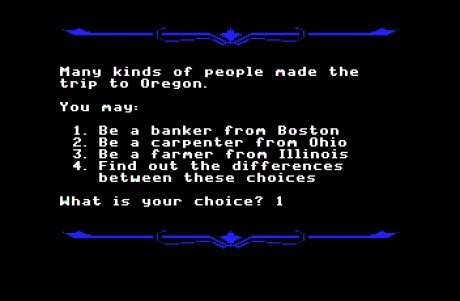 Many kinds of people made the
trip to Oregon.
You may:
1. Be a banker from Boston
2. Be a carpenter from Ohio
3. Be a farmer from Illinois
4. Find out the differences
between these choices
What is your choice? 1